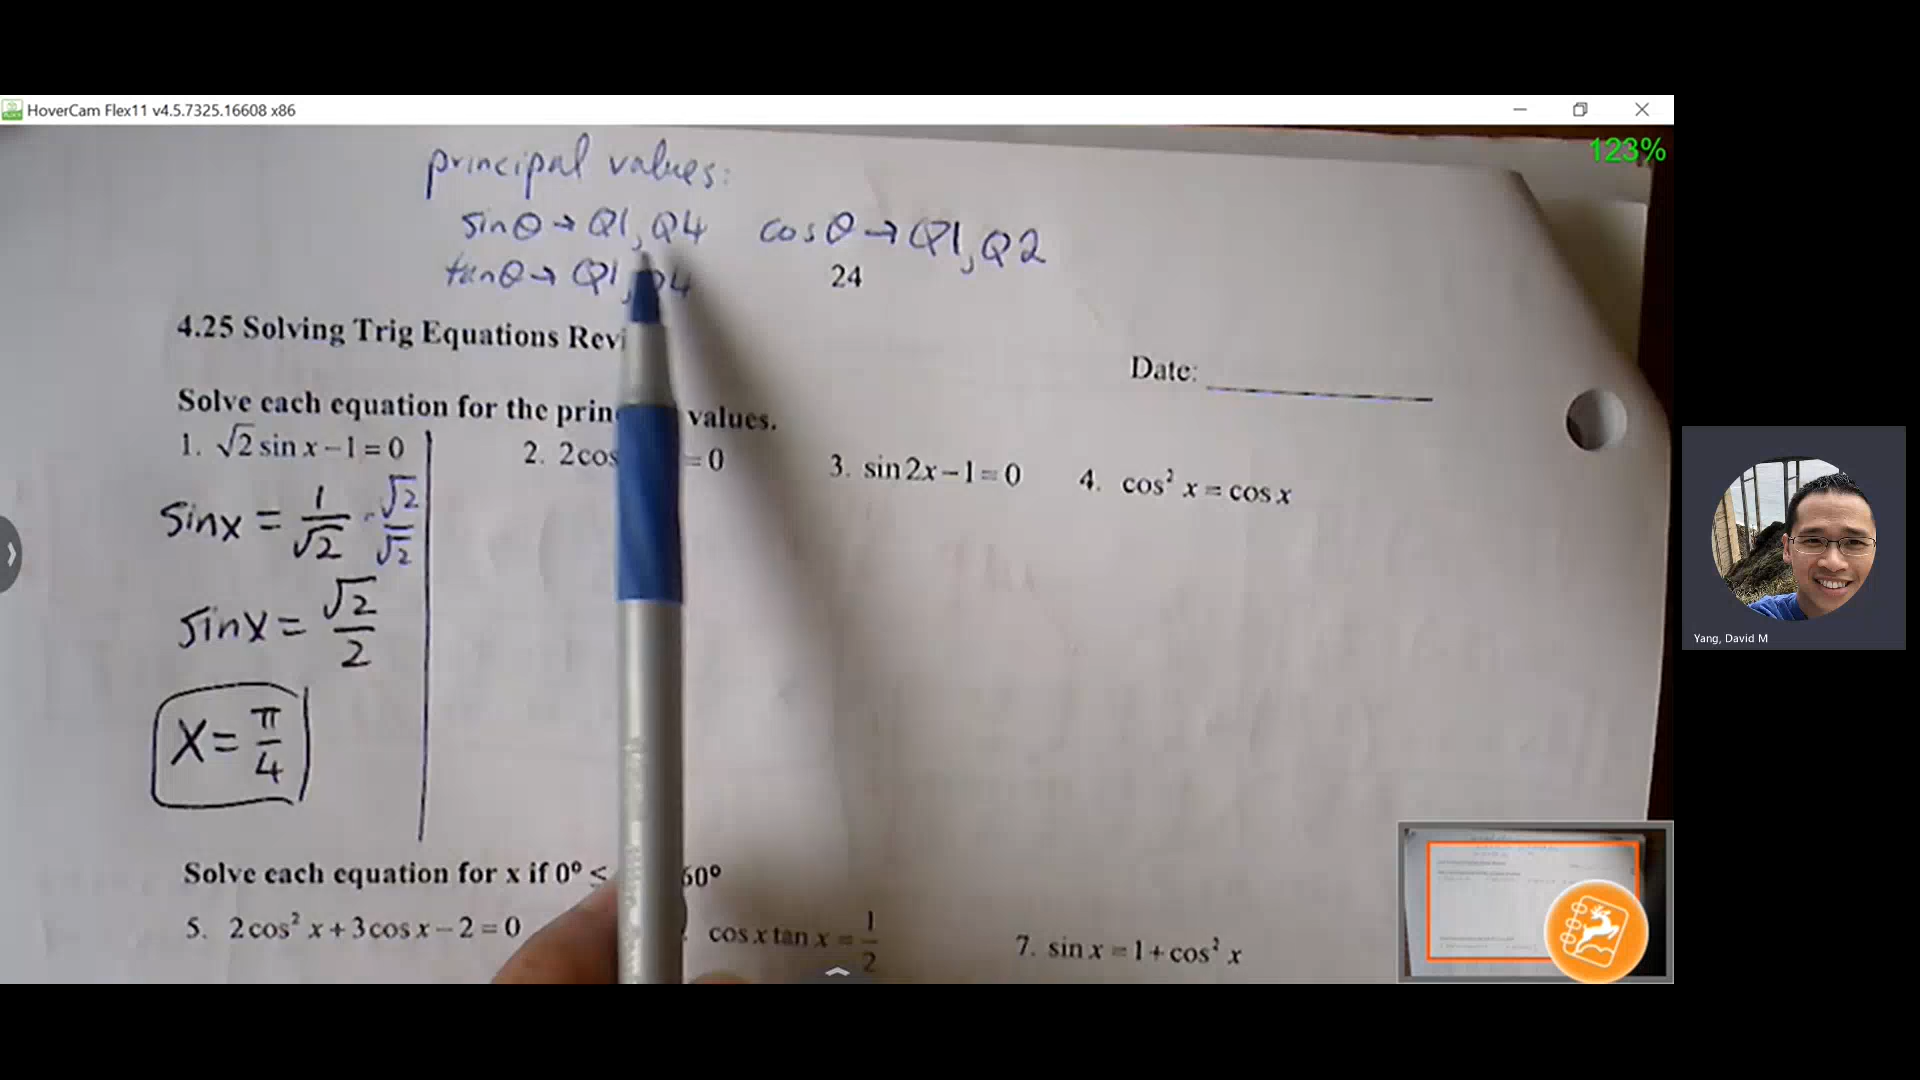 HoverCam Flex11 v4.5.7325.16608 x86
123%
principal values:
sinθ → Q1, Q4 cosθ → Q1, Q2
tanθ → Q1, Q4
24
4.25 Solving Trig Equations
Date:
Solve each equation for the values.
1. √2 sin x − 1 = 0
2. 2cos = 0
3. sin 2x − 1 = 0
4. cos² x = cos x
sinx = 1/√2 · √2/√2
sinx = √2/2
x = π/4
Solve each equation for x if 0° ≤ 60°
5. 2cos² x + 3cos x − 2 = 0
cos x tan x = 1/2
7. sin x = 1 + cos² x
Yang, David M